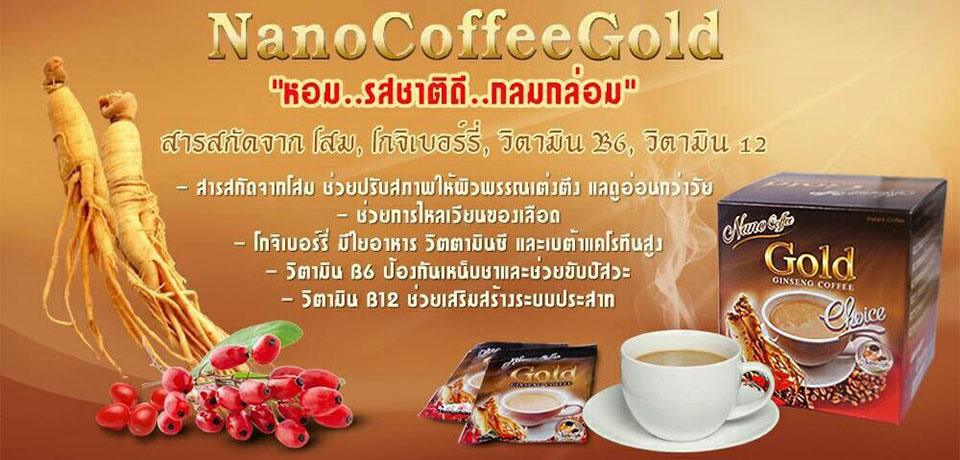 NanoCoffeeGold
"หอม..รสชาติดี..กลมกล่อม"
สารสกัดจาก โสม, โกจิเบอร์รี่, วิตามิน B6, วิตามิน 12
- สารสกัดจากโสม ช่วยปรับสภาพให้ผิวพรรณเต่งตึง แลดูอ่อนกว่าวัย
- ช่วยการไหลเวียนของเลือด
- โกจิเบอร์รี่ มีใยอาหาร วิตตามินซี และเบต้าแคโรทีนสูง
- วิตามิน B6 ป้องกันเหน็บชาและช่วยขับปัสวะ
- วิตามิน B12 ช่วยเสริมสร้างระบบประสาท
Instant Coffee
Nano Coffee
Gold
GINSENG COFFEE
Choice
Nano Coffee
Gold
GINSENG COFFEE